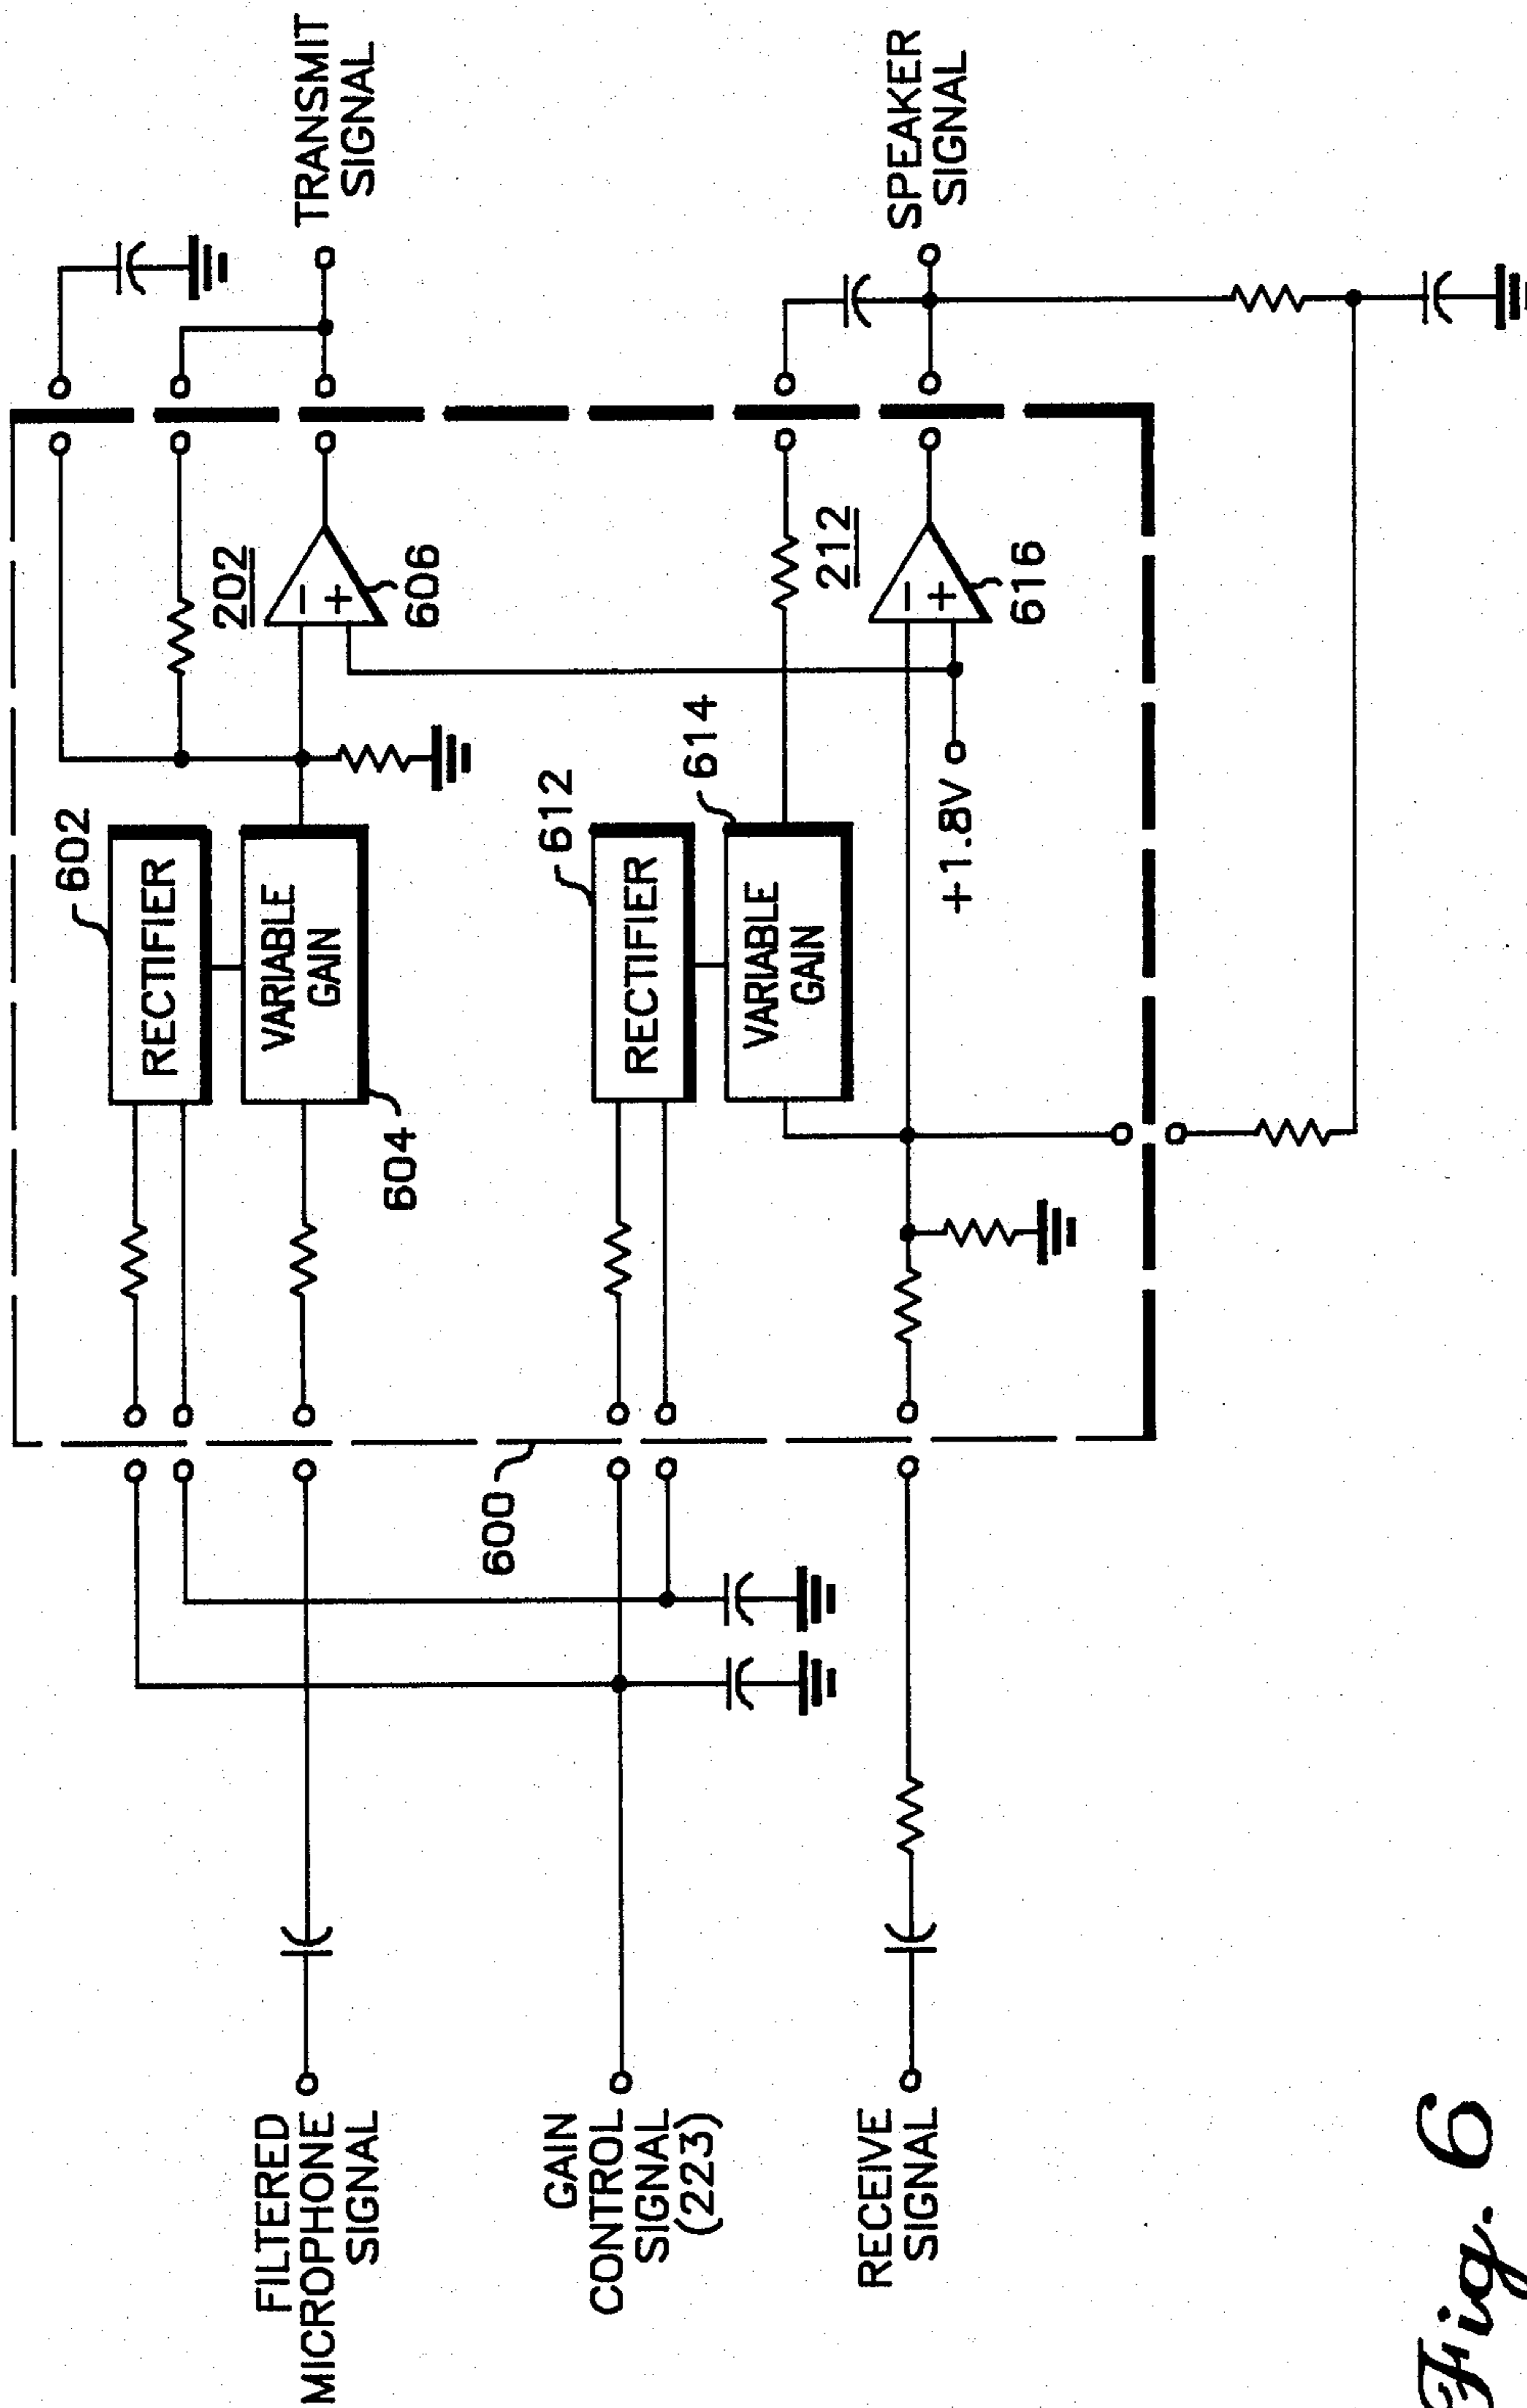 FILTERED
MICROPHONE
SIGNAL
GAIN
CONTROL
SIGNAL
(223)
RECEIVE
SIGNAL
600
602
RECTIFIER
VARIABLE
GAIN
604
202
−
+
606
TRANSMIT
SIGNAL
612
RECTIFIER
614
VARIABLE
GAIN
+1.8V
212
−
+
616
SPEAKER
SIGNAL
Fig. 6